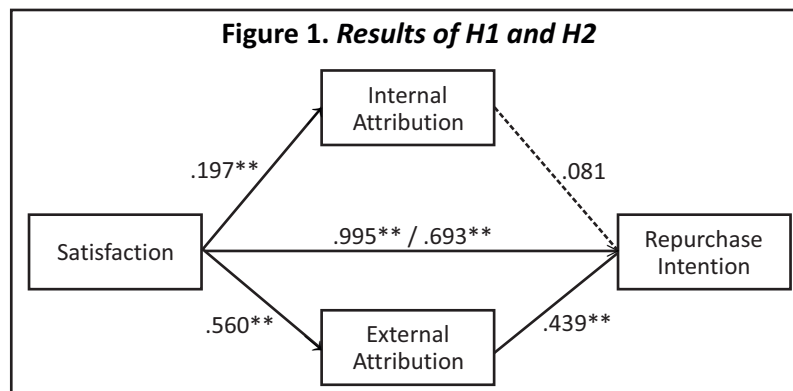 Figure 1. Results of H1 and H2
Internal
Attribution
.197**
.081
Satisfaction
.995** / .693**
Repurchase
Intention
.560**
External
Attribution
.439**